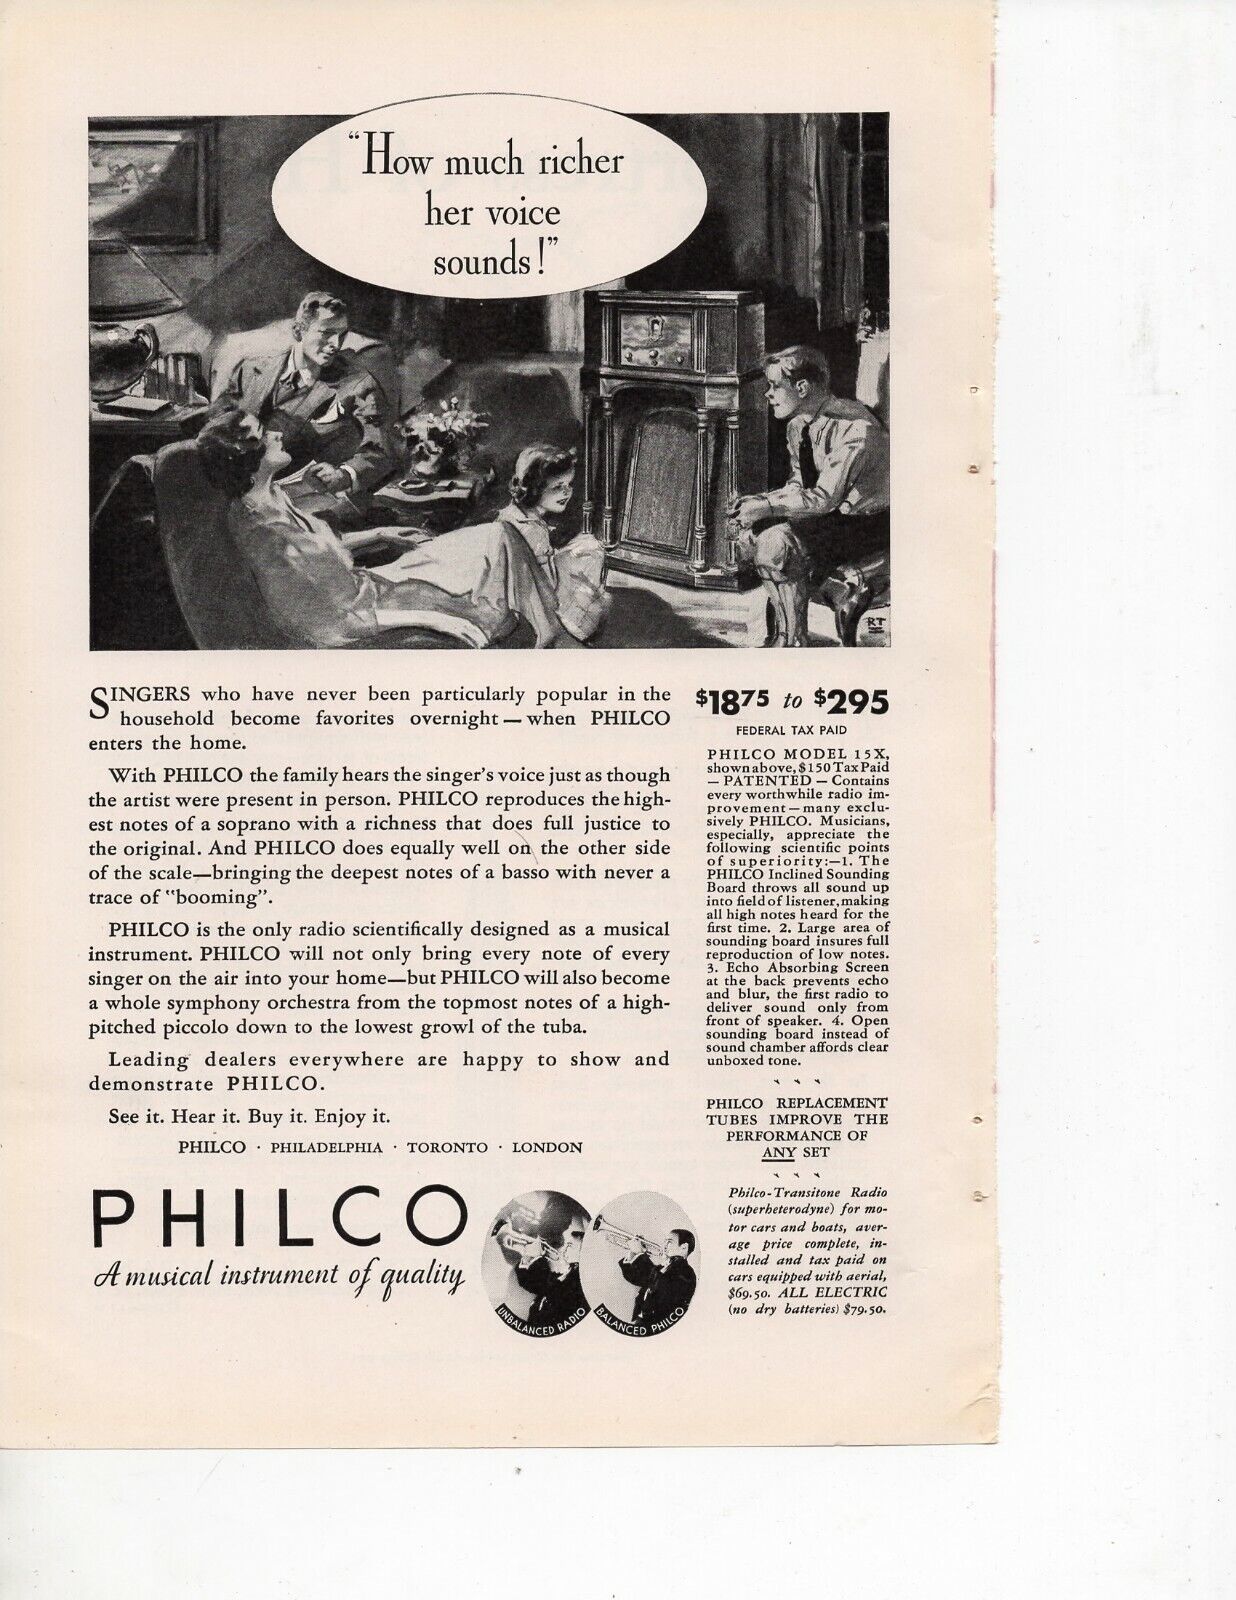 "How much richer
her voice
sounds!"
RT
SINGERS who have never been particularly popular in the
household become favorites overnight — when PHILCO
enters the home.
With PHILCO the family hears the singer's voice just as though
the artist were present in person. PHILCO reproduces the high-
est notes of a soprano with a richness that does full justice to
the original. And PHILCO does equally well on the other side
of the scale—bringing the deepest notes of a basso with never a
trace of "booming".
PHILCO is the only radio scientifically designed as a musical
instrument. PHILCO will not only bring every note of every
singer on the air into your home—but PHILCO will also become
a whole symphony orchestra from the topmost notes of a high-
pitched piccolo down to the lowest growl of the tuba.
Leading dealers everywhere are happy to show and
demonstrate PHILCO.
See it. Hear it. Buy it. Enjoy it.
PHILCO · PHILADELPHIA · TORONTO · LONDON
PHILCO
A musical instrument of quality
UNBALANCED RADIO
BALANCED PHILCO
$18.75 to $295
FEDERAL TAX PAID
PHILCO MODEL 15X,
shown above, $150 Tax Paid
— PATENTED — Contains
every worthwhile radio im-
provement — many exclu-
sively PHILCO. Musicians,
especially, appreciate the
following scientific points
of superiority:—1. The
PHILCO Inclined Sounding
Board throws all sound up
into field of listener, making
all high notes heard for the
first time. 2. Large area of
sounding board insures full
reproduction of low notes.
3. Echo Absorbing Screen
at the back prevents echo
and blur, the first radio to
deliver sound only from
front of speaker. 4. Open
sounding board instead of
sound chamber affords clear
unboxed tone.
PHILCO REPLACEMENT
TUBES IMPROVE THE
PERFORMANCE OF
ANY SET
Philco-Transitone Radio
(superheterodyne) for mo-
tor cars and boats, aver-
age price complete, in-
stalled and tax paid on
cars equipped with aerial,
$69.50. ALL ELECTRIC
(no dry batteries) $79.50.